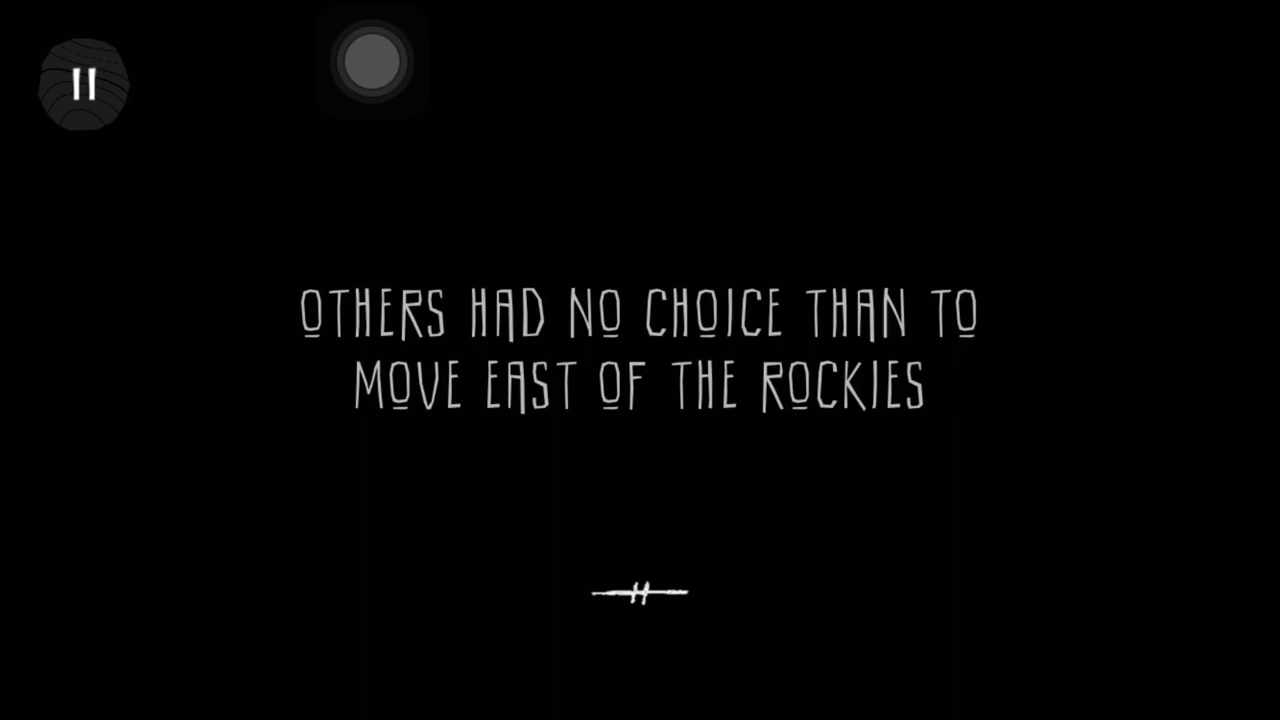 OTHERS HAD NO CHOICE THAN TO
MOVE EAST OF THE ROCKIES